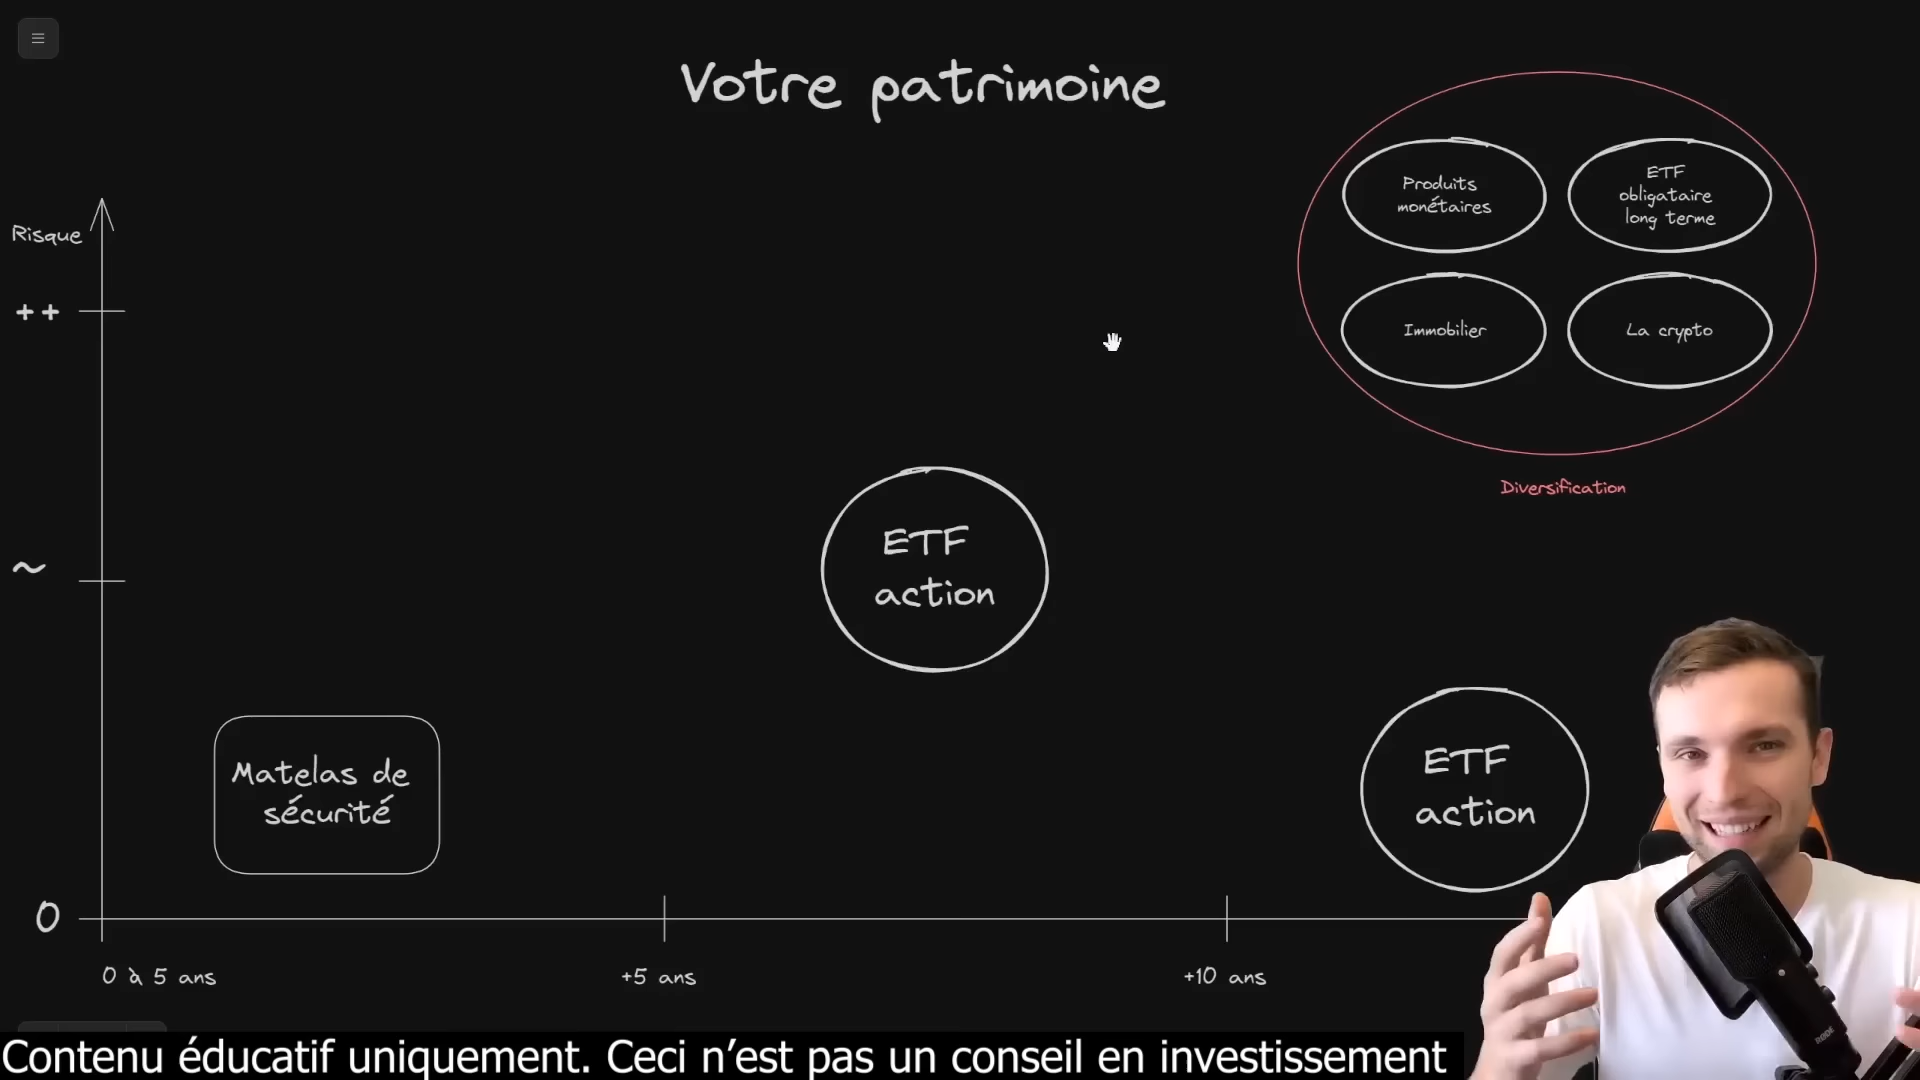 Votre patrimoine
Produits
monétaires
ETF
obligataire
long terme
Risque
++
Immobilier
La crypto
Diversification
~
ETF
action
Matelas de
sécurité
ETF
action
0
0 à 5 ans
+5 ans
+10 ans
RØDE
Contenu éducatif uniquement. Ceci n’est pas un conseil en investissement